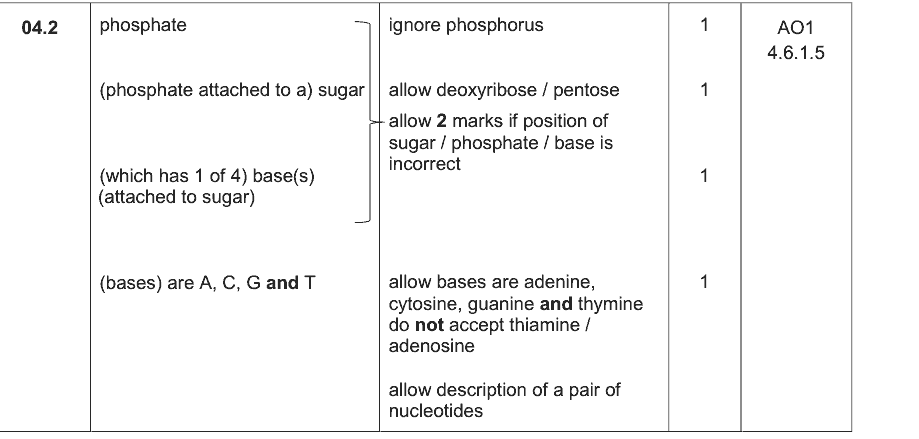 04.2
phosphate
ignore phosphorus
1
AO1
4.6.1.5
(phosphate attached to a) sugar
allow deoxyribose / pentose
1
allow 2 marks if position of
sugar / phosphate / base is
incorrect
(which has 1 of 4) base(s)
(attached to sugar)
1
(bases) are A, C, G and T
allow bases are adenine,
cytosine, guanine and thymine
do not accept thiamine /
adenosine
1
allow description of a pair of
nucleotides